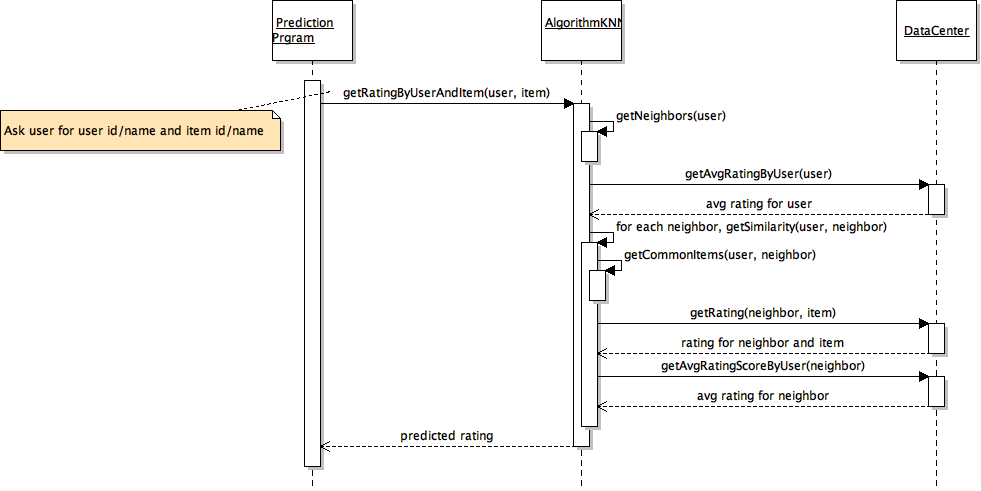 Prediction
Prgram
AlgorithmKNN
DataCenter
getRatingByUserAndItem(user, item)
Ask user for user id/name and item id/name
getNeighbors(user)
getAvgRatingByUser(user)
avg rating for user
for each neighbor, getSimilarity(user, neighbor)
getCommonItems(user, neighbor)
getRating(neighbor, item)
rating for neighbor and item
getAvgRatingScoreByUser(neighbor)
avg rating for neighbor
predicted rating